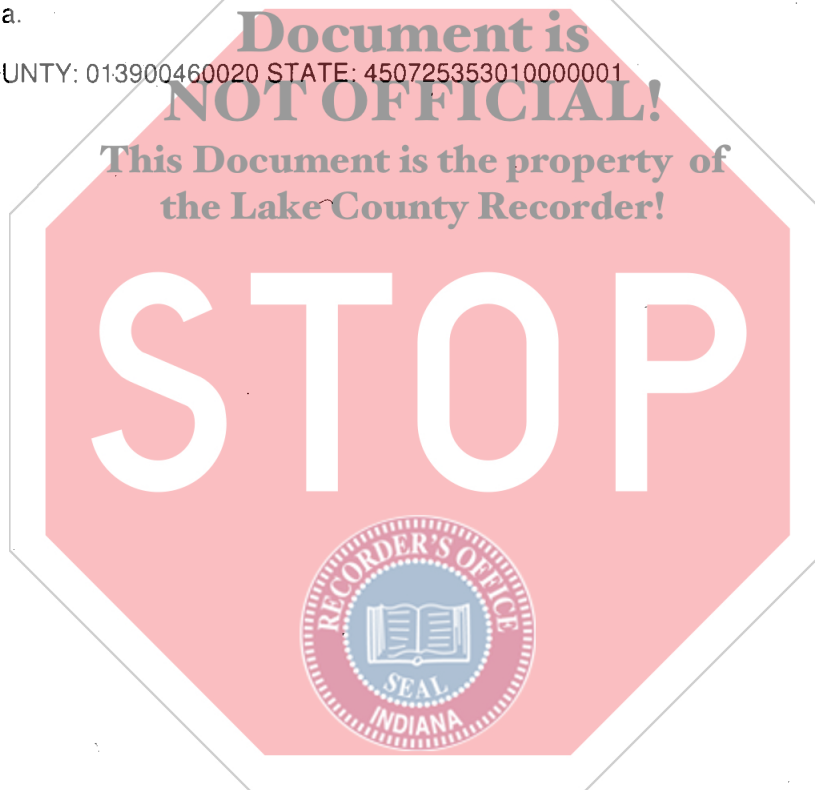 a.
Document is
UNTY: 013900460020 STATE: 450725353010000001
NOT OFFICIAL!
This Document is the property of
the Lake County Recorder!
STOP
RECORDER'S OFFICE
SEAL
INDIANA